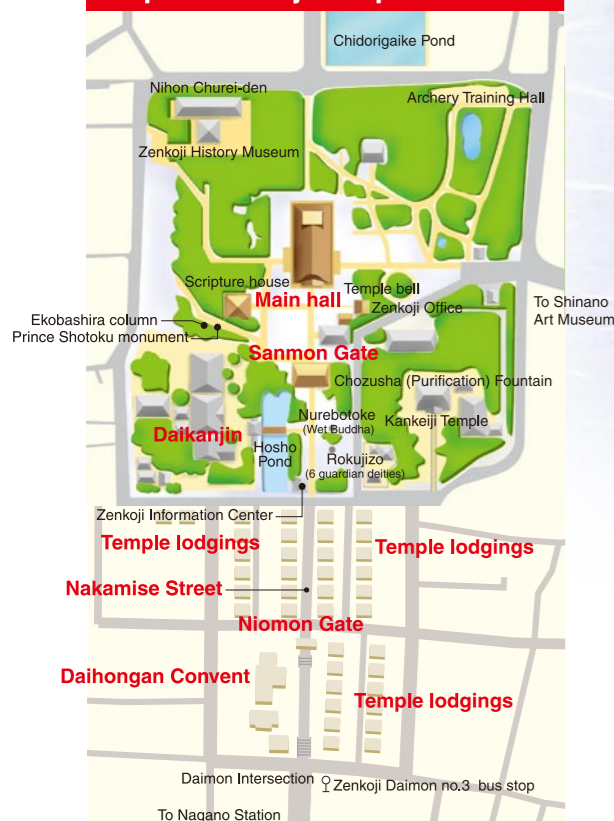 Chidorigaike Pond
Nihon Churei-den
Archery Training Hall
Zenkoji History Museum
Scripture house
Main hall
Temple bell
Zenkoji Office
To Shinano
Art Museum
Ekobashira column
Prince Shotoku monument
Sanmon Gate
Chozusha (Purification) Fountain
Nurebotoke
(Wet Buddha)
Kankeiji Temple
Daikanjin
Hosho
Pond
Rokujizo
(6 guardian deities)
Zenkoji Information Center
Temple lodgings
Temple lodgings
Nakamise Street
Niomon Gate
Daihongan Convent
Temple lodgings
Daimon Intersection
Zenkoji Daimon no.3 bus stop
To Nagano Station